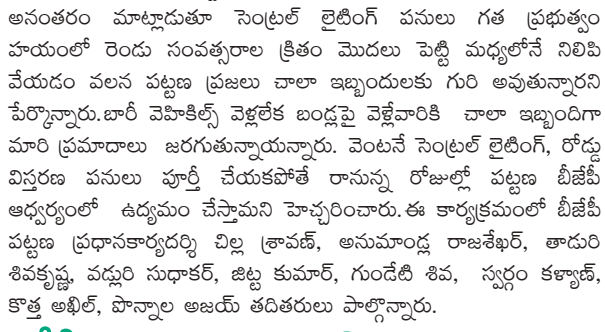 అనంతరం మాట్లాడుతూ సెంట్రల్ లైటింగ్ పనులు గత ప్రభుత్వం
హయంలో రెండు సంవత్సరాల క్రితం మొదలు పెట్టి మధ్యలోనే నిలిపి
వేయడం వలన పట్టణ ప్రజలు చాలా ఇబ్బందులకు గురి అవుతున్నారని
పేర్కొన్నారు.బారీ వెహికిల్స్ వెళ్లలేక బండ్లపై వెళ్లేవారికి చాలా ఇబ్బందిగా
మారి ప్రమాదాలు జరగుతున్నాయన్నారు. వెంటనే సెంట్రల్ లైటింగ్, రోడ్డు
విస్తరణ పనులు పూర్తీ చేయకపోతే రానున్న రోజుల్లో పట్టణ బీజేపీ
ఆధ్వర్యంలో ఉద్యమం చేస్తామని హెచ్చరించారు.ఈ కార్యక్రమంలో బీజేపీ
పట్టణ ప్రధానకార్యదర్శి చిల్ల శ్రావణ్, అనుమాండ్ల రాజశేఖర్, తాడురి
శివకృష్ణ, వడ్లురి సుధాకర్, జిట్ట కుమార్, గుండేటి శివ, స్వర్గం కళ్యాణ్,
కొత్త అఖిల్, పొన్నాల అజయ్ తదితరులు పాల్గొన్నారు.